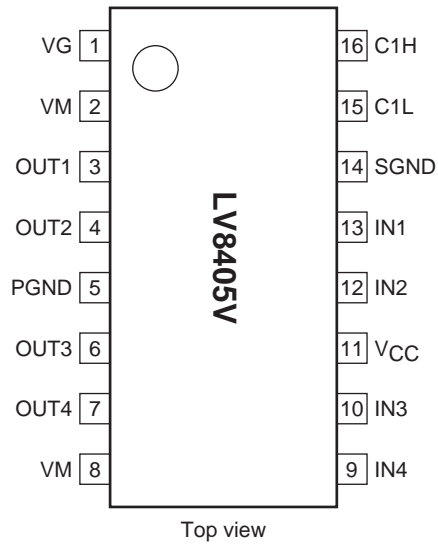 VG 1 16 C1H
VM 2 15 C1L
OUT1 3 14 SGND
OUT2 4 13 IN1
PGND 5 12 IN2
OUT3 6 11 VCC
OUT4 7 10 IN3
VM 8 9 IN4
LV8405V
Top view